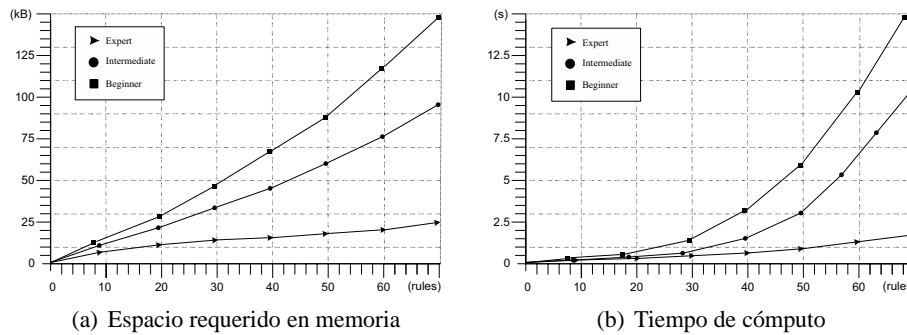 (kB)
125
100
75
50
25
0
0 10 20 30 40 50 60 (rules)
Expert
Intermediate
Beginner
(a) Espacio requerido en memoria
(s)
12.5
10
7.5
5
2.5
0
0 10 20 30 40 50 60 (rules)
Expert
Intermediate
Beginner
(b) Tiempo de cómputo